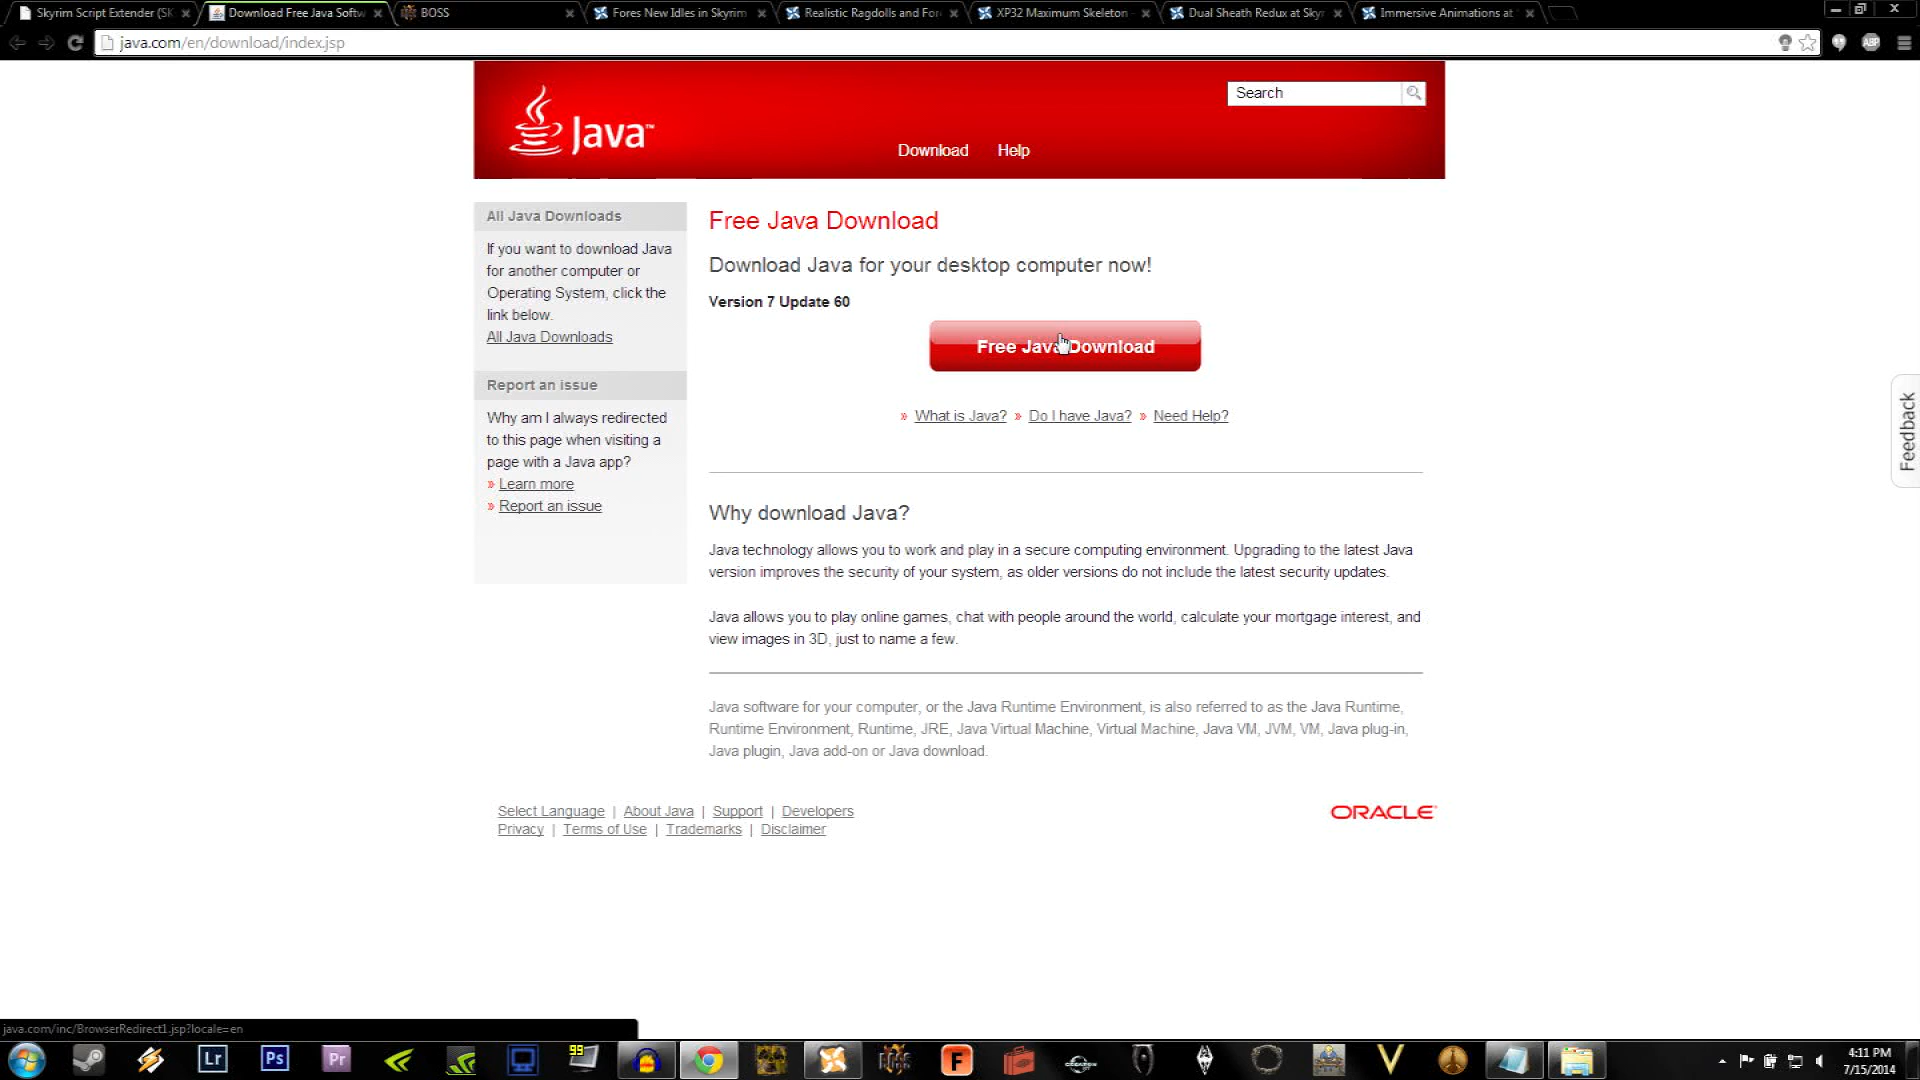 Skyrim Script Extender (SK
Download Free Java Softw
BOSS
Fores New Idles in Skyrim
Realistic Ragdolls and For
XP32 Maximum Skeleton
Dual Sheath Redux at Sky
Immersive Animations at
java.com/en/download/index.jsp
ABP
Java™
Search
Download Help
All Java Downloads
If you want to download Java
for another computer or
Operating System, click the
link below.
All Java Downloads
Report an issue
Why am I always redirected
to this page when visiting a
page with a Java app?
» Learn more
» Report an issue
Free Java Download
Download Java for your desktop computer now!
Version 7 Update 60
Free Java Download
» What is Java? » Do I have Java? » Need Help?
Why download Java?
Java technology allows you to work and play in a secure computing environment. Upgrading to the latest Java
version improves the security of your system, as older versions do not include the latest security updates.
Java allows you to play online games, chat with people around the world, calculate your mortgage interest, and
view images in 3D, just to name a few.
Java software for your computer, or the Java Runtime Environment, is also referred to as the Java Runtime,
Runtime Environment, Runtime, JRE, Java Virtual Machine, Virtual Machine, Java VM, JVM, VM, Java plug-in,
Java plugin, Java add-on or Java download.
Select Language | About Java | Support | Developers
Privacy | Terms of Use | Trademarks | Disclaimer
ORACLE
Feedback
java.com/inc/BrowserRedirect1.jsp?locale=en
Lr
Ps
Pr
99
F
V
4:11 PM
7/15/2014